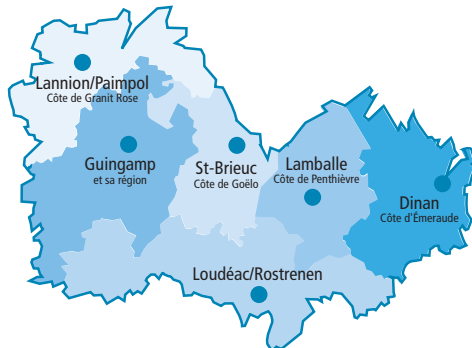 Lannion/Paimpol
Côte de Granit Rose
Guingamp
et sa région
St-Brieuc
Côte de Goëlo
Lamballe
Côte de Penthièvre
Dinan
Côte d'Émeraude
Loudéac/Rostrenen